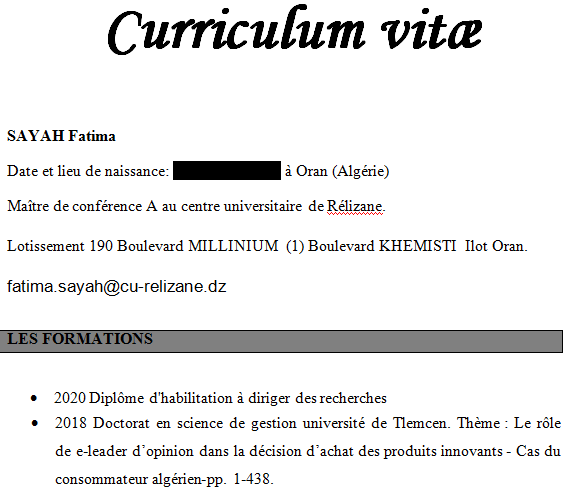 Curriculum vitæ
SAYAH Fatima
Date et lieu de naissance: à Oran (Algérie)
Maître de conférence A au centre universitaire de Rélizane.
Lotissement 190 Boulevard MILLINIUM (1) Boulevard KHEMISTI Ilot Oran.
fatima.sayah@cu-relizane.dz
LES FORMATIONS
• 2020 Diplôme d'habilitation à diriger des recherches
• 2018 Doctorat en science de gestion université de Tlemcen. Thème : Le rôle
de e-leader d’opinion dans la décision d’achat des produits innovants - Cas du
consommateur algérien-pp. 1-438.